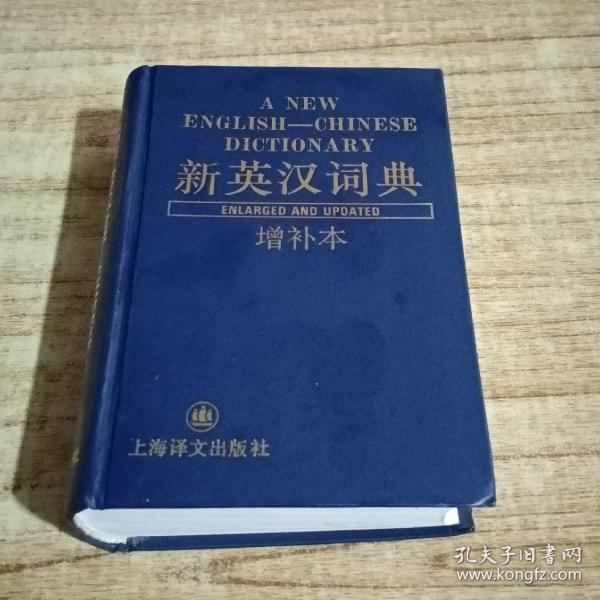 A NEW
ENGLISH—CHINESE
DICTIONARY
新英汉词典
ENLARGED AND UPDATED
增补本
上海译文出版社
孔夫子旧书网
www.kongfz.com